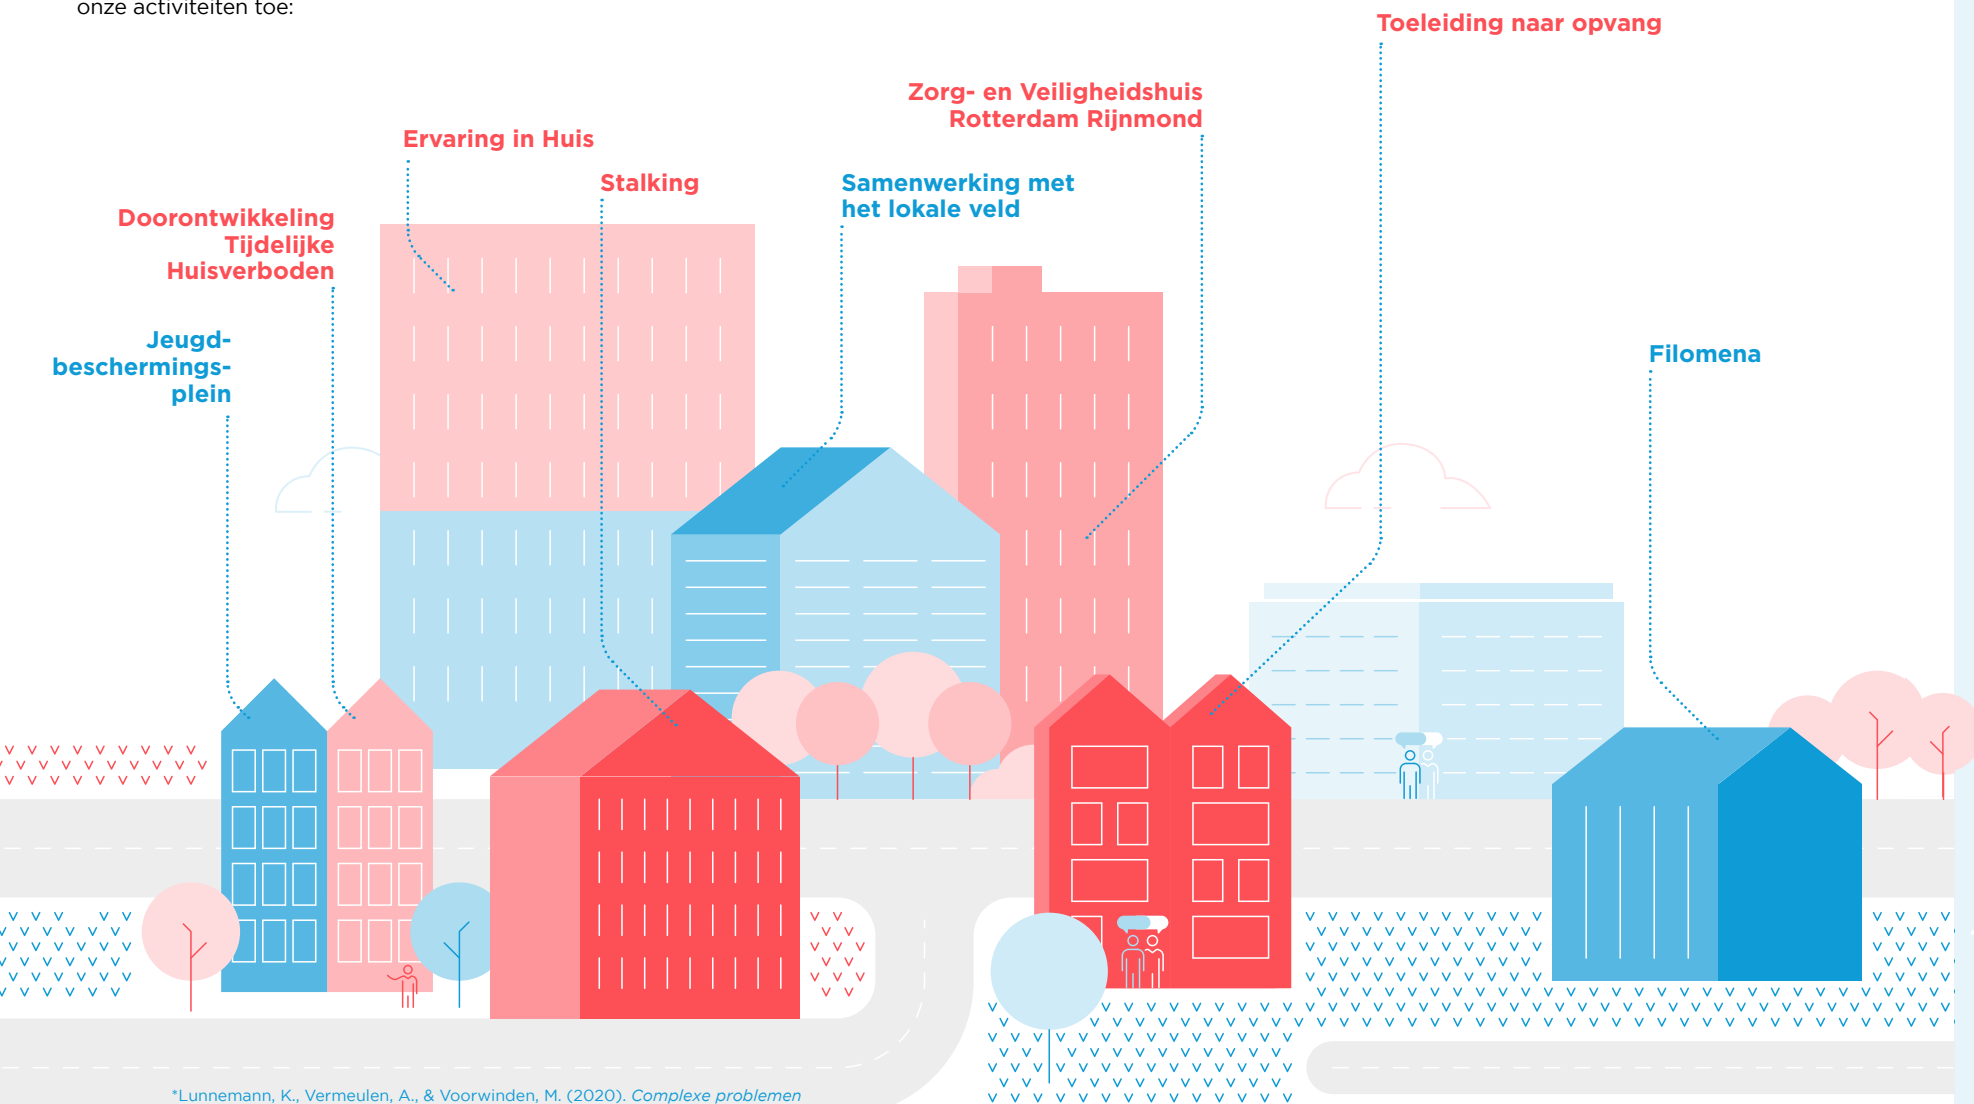 onze activiteiten toe:
Toeleiding naar opvang
Zorg- en Veiligheidshuis
Rotterdam Rijnmond
Ervaring in Huis
Stalking
Samenwerking met
het lokale veld
Doorontwikkeling
Tijdelijke
Huisverboden
Jeugd-
beschermings-
plein
Filomena
*Lunnemann, K., Vermeulen, A., & Voorwinden, M. (2020). Complexe problemen